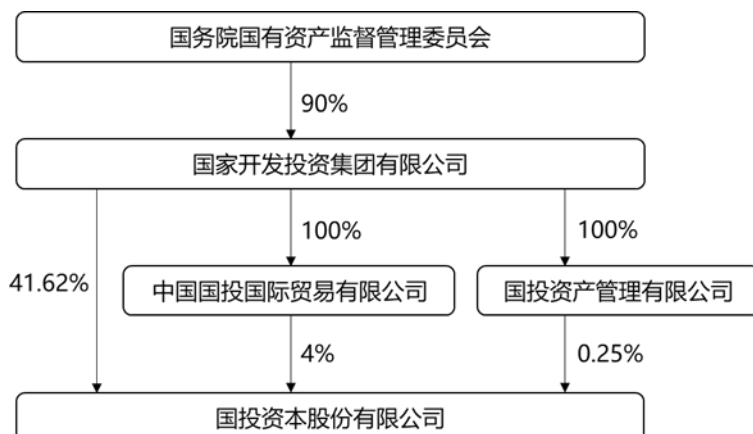 国务院国有资产监督管理委员会
90%
国家开发投资集团有限公司
100%
100%
41.62%
中国国投国际贸易有限公司
国投资产管理有限公司
4%
0.25%
国投资本股份有限公司